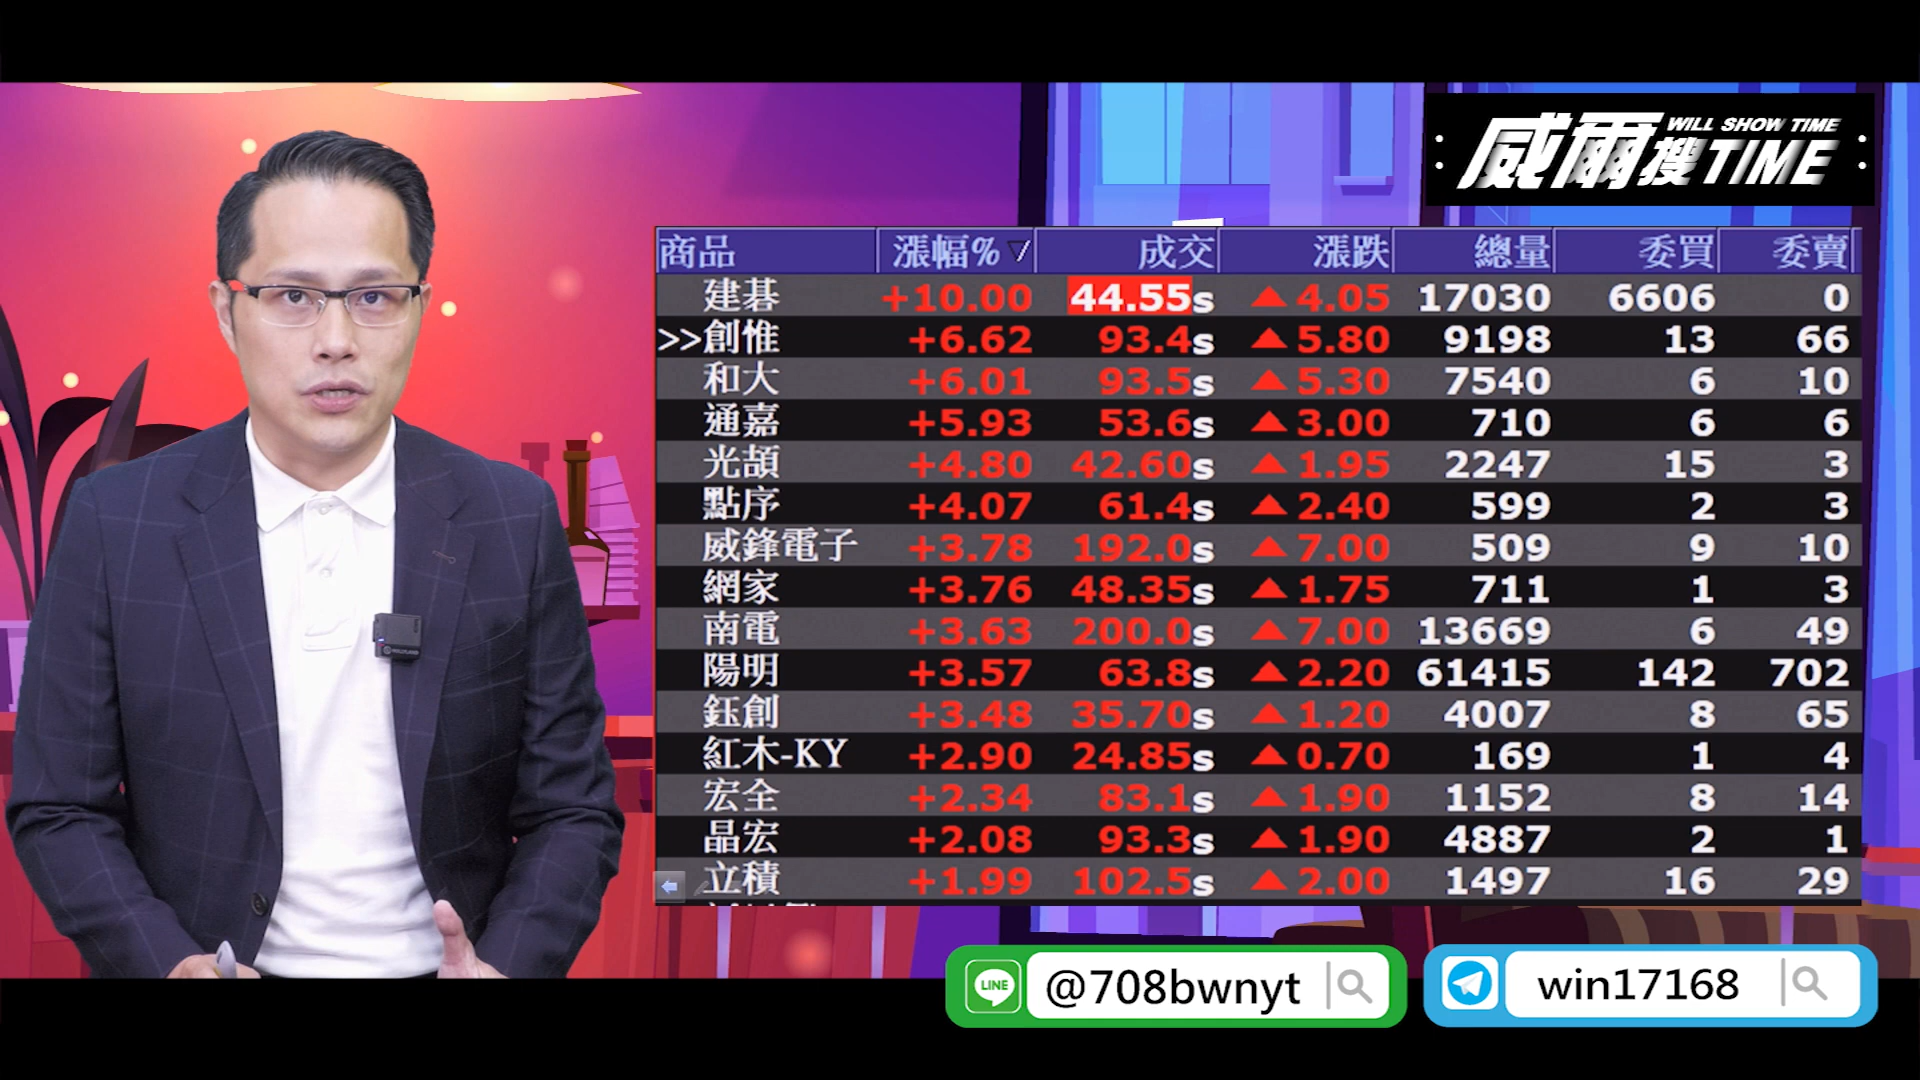 WILL SHOW TIME
威爾搜TIME
商品 漲幅% 成交 漲跌 總量 委買 委賣
建碁 +10.00 44.55s ▲4.05 17030 6606 0
>>創惟 +6.62 93.4s ▲5.80 9198 13 66
和大 +6.01 93.5s ▲5.30 7540 6 10
通嘉 +5.93 53.6s ▲3.00 710 6 6
光頡 +4.80 42.60s ▲1.95 2247 15 3
點序 +4.07 61.4s ▲2.40 599 2 3
威鋒電子 +3.78 192.0s ▲7.00 509 9 10
網家 +3.76 48.35s ▲1.75 711 1 3
南電 +3.63 200.0s ▲7.00 13669 6 49
陽明 +3.57 63.8s ▲2.20 61415 142 702
鈺創 +3.48 35.70s ▲1.20 4007 8 65
紅木-KY +2.90 24.85s ▲0.70 169 1 4
宏全 +2.34 83.1s ▲1.90 1152 8 14
晶宏 +2.08 93.3s ▲1.90 4887 2 1
立積 +1.99 102.5s ▲2.00 1497 16 29
LINE @708bwnyt
win17168